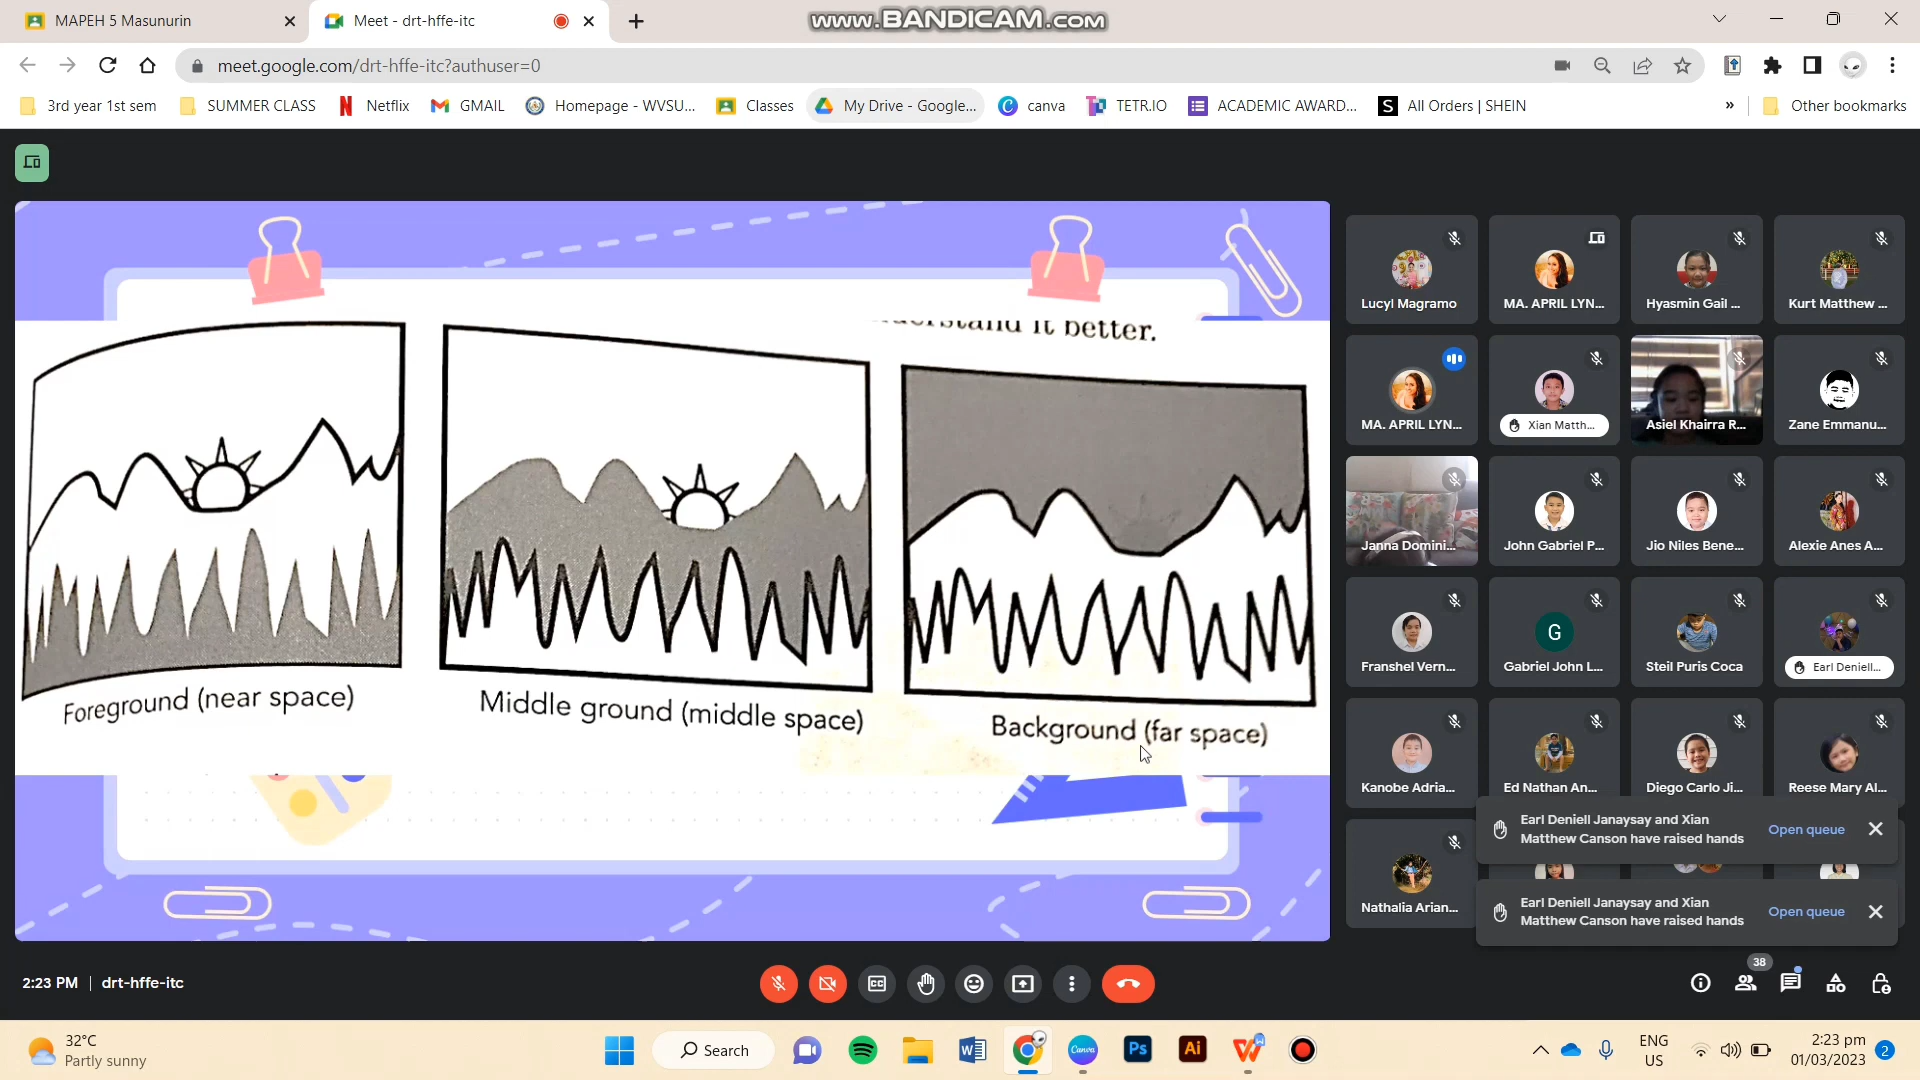 MAPEH 5 Masunurin
Meet - drt-hffe-itc
www.BANDICAM.com
meet.google.com/drt-hffe-itc?authuser=0
3rd year 1st sem
SUMMER CLASS
Netflix
GMAIL
Homepage - WVSU...
Classes
My Drive - Google...
canva
TETR.IO
ACADEMIC AWARD...
S All Orders | SHEIN
»
Other bookmarks
understand it better.
Foreground (near space)
Middle ground (middle space)
Background (far space)
Lucyl Magramo
MA. APRIL LYN...
Hyasmin Gail ...
Kurt Matthew ...
MA. APRIL LYN...
Xian Matth...
Asiel Khairra R...
Zane Emmanu...
Janna Domini...
John Gabriel P...
Jio Niles Bene...
Alexie Anes A...
Franshel Vern...
G
Gabriel John L...
Steil Puris Coca
Earl Deniell...
Kanobe Adria...
Ed Nathan An...
Diego Carlo Ji...
Reese Mary Al...
Nathalia Arian...
Earl Deniell Janaysay and Xian
Matthew Canson have raised hands
Open queue
Earl Deniell Janaysay and Xian
Matthew Canson have raised hands
Open queue
2:23 PM | drt-hffe-itc
38
32°C
Partly sunny
Search
Canva
Ps
Ai
ENG
US
2:23 pm
01/03/2023
2